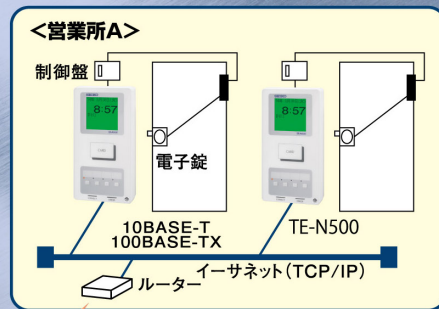 <営業所A>
制御盤
8:57
8:57
電子錠
10BASE-T
100BASE-TX
TE-N500
イーサネット(TCP/IP)
ルーター